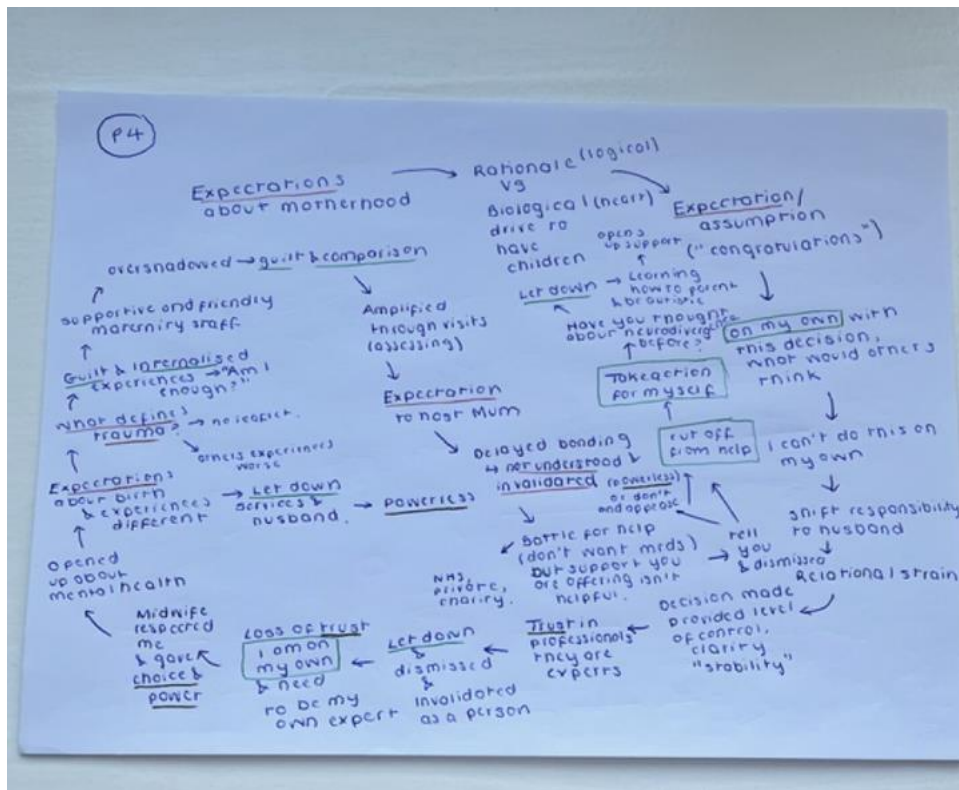 P4
Expectations
about motherhood
Rationale (logical)
vs
Biological (heart)
drive to
have
children
Expectation/
assumption
("congratulations")
on my own with
this decision,
what would others
think
I can't do this on
my own
shift responsibility
to husband
Relational strain
Decision made
provided level
of control,
clarity
"stability"
Trust in
professionals
they are
experts
Let down
&
dismissed
&
invalidated
as a person
Loss of trust
I am on
my own
& need
to be my
own expert
Midwife
respected
me
& gave
choice &
power
opened
up about
mental health
Expectations
about birth
& experiences
different
Let down
services &
husband.
Powerless
What defines
trauma?
no
others experiences
worse
Guilt & internalised
experiences
"Am I
enough?"
supportive and friendly
maternity staff
overshadowed
guilt & comparison
Amplified
through visits
(assessing)
Expectation
to host Mum
Delayed bonding
not understood &
invalidated
(powerless)
or don't
and appease
Battle for help
(don't want meds)
but support you
are offering isn't
helpful.
NHS,
private,
charity.
tell
you
& dismissed
cut off
from help
Take action
for myself
Have you thought
about neurodivergence
before?
Learning
how to parent
& be autistic
Let down
opens
up support